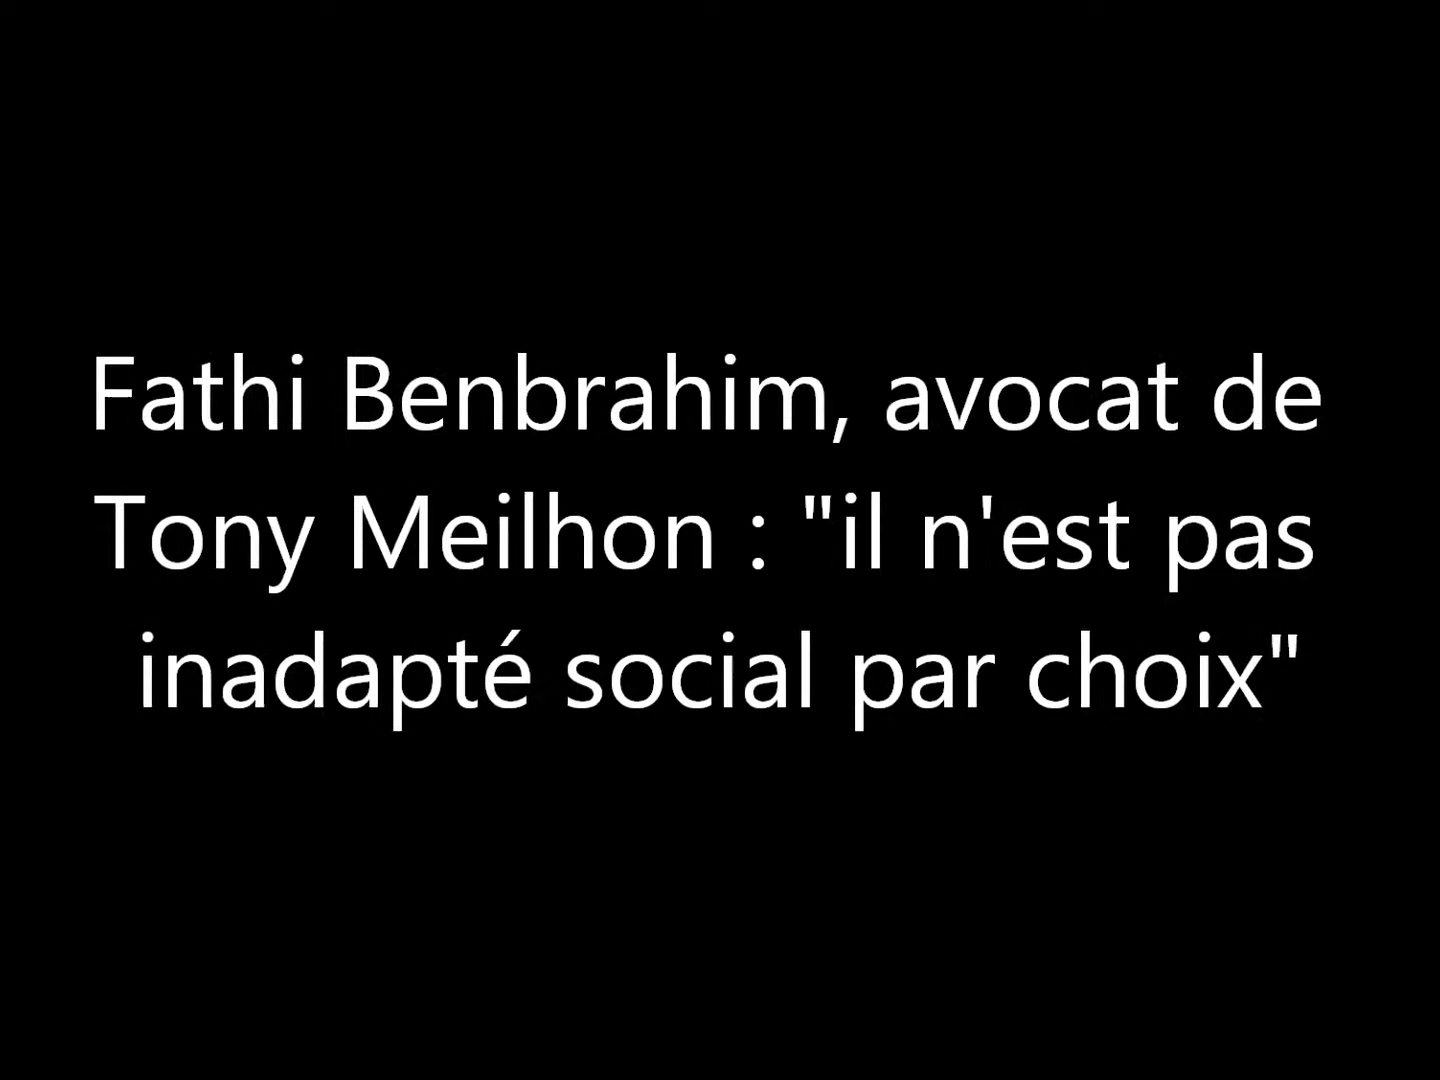 Fathi Benbrahim, avocat de
Tony Meilhon : "il n'est pas
inadapté social par choix"